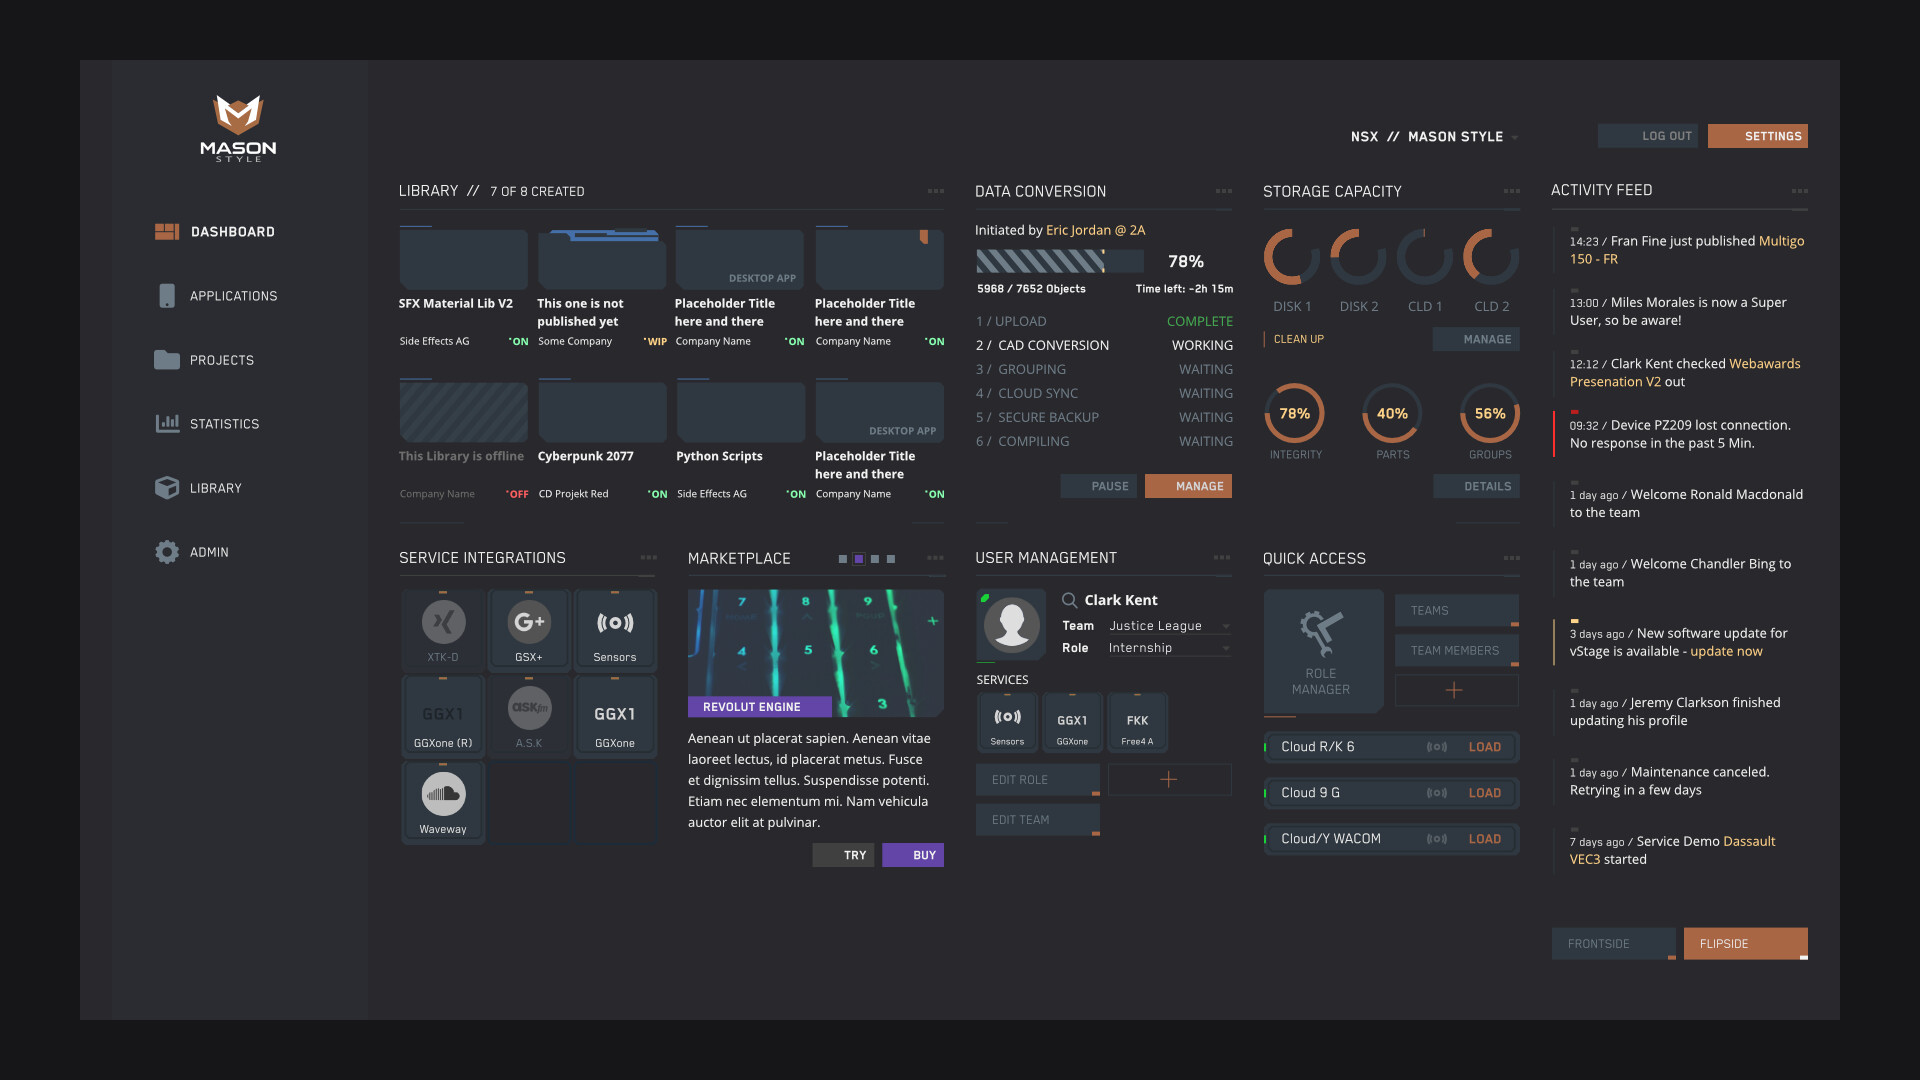 MASON
STYLE
DASHBOARD
APPLICATIONS
PROJECTS
STATISTICS
LIBRARY
ADMIN
NSX // MASON STYLE
LOG OUT
SETTINGS
LIBRARY // 7 OF 8 CREATED
SFX Material Lib V2
Side Effects AG
*ON
This one is not
published yet
Some Company
*WIP
DESKTOP APP
Placeholder Title
here and there
Company Name
*ON
Placeholder Title
here and there
Company Name
*ON
This Library is offline
Company Name
*OFF
Cyberpunk 2077
CD Projekt Red
*ON
Python Scripts
Side Effects AG
*ON
DESKTOP APP
Placeholder Title
here and there
Company Name
*ON
DATA CONVERSION
Initiated by Eric Jordan @ 2A
78%
5968 / 7652 Objects
Time left: ~2h 15m
1 / UPLOAD COMPLETE
2 / CAD CONVERSION WORKING
3 / GROUPING WAITING
4 / CLOUD SYNC WAITING
5 / SECURE BACKUP WAITING
6 / COMPILING WAITING
PAUSE
MANAGE
STORAGE CAPACITY
DISK 1
DISK 2
CLD 1
CLD 2
CLEAN UP
MANAGE
78%
40%
56%
INTEGRITY
PARTS
GROUPS
DETAILS
SERVICE INTEGRATIONS
XTK-D
G+
GSX+
Sensors
GGX1
GGXone (R)
askfm
A.S.K
GGX1
GGXone
Waveway
MARKETPLACE
7
8
9
+
4
5
6
3
REVOLUT ENGINE
Aenean ut placerat sapien. Aenean vitae
laoreet lectus, id placerat metus. Fusce
et dignissim tellus. Suspendisse potenti.
Etiam nec elementum mi. Nam vehicula
auctor elit at pulvinar.
TRY
BUY
USER MANAGEMENT
Clark Kent
Team Justice League
Role Internship
SERVICES
Sensors
GGX1
GGXone
FKK
Free4 A
EDIT ROLE
EDIT TEAM
QUICK ACCESS
ROLE
MANAGER
TEAMS
TEAM MEMBERS
Cloud R/K 6 LOAD
Cloud 9 G LOAD
Cloud/Y WACOM LOAD
ACTIVITY FEED
14:23 / Fran Fine just published Multigo
150 - FR
13:00 / Miles Morales is now a Super
User, so be aware!
12:12 / Clark Kent checked Webawards
Presenation V2 out
09:32 / Device PZ209 lost connection.
No response in the past 5 Min.
1 day ago / Welcome Ronald Macdonald
to the team
1 day ago / Welcome Chandler Bing to
the team
3 days ago / New software update for
vStage is available - update now
1 day ago / Jeremy Clarkson finished
updating his profile
1 day ago / Maintenance canceled.
Retrying in a few days
7 days ago / Service Demo Dassault
VEC3 started
FRONTSIDE
FLIPSIDE